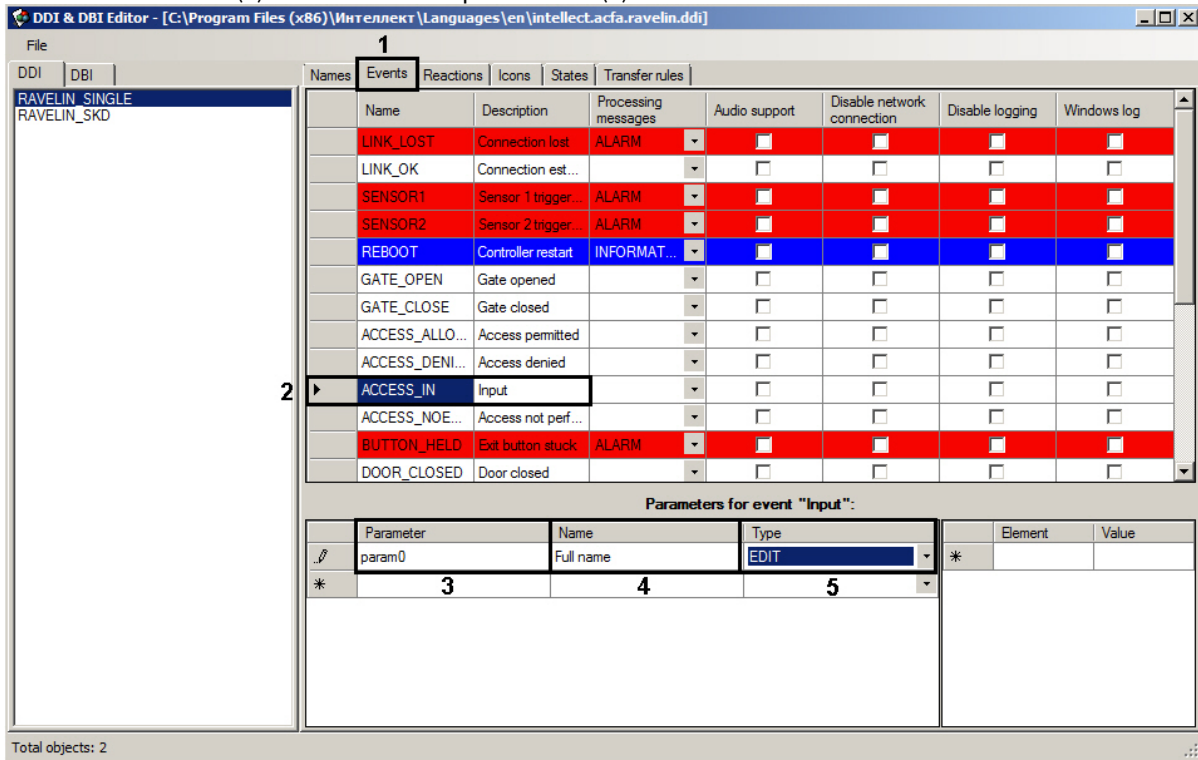 DDI & DBI Editor - [C:\Program Files (x86)\Интеллект\Languages\en\intellect.acfa.ravelin.ddi]
File
1
DDI DBI
Names Events Reactions Icons States Transfer rules
RAVELIN_SINGLE
RAVELIN_SKD
Name Description Processing messages Audio support Disable network connection Disable logging Windows log
LINK_LOST Connection lost ALARM
LINK_OK Connection est...
SENSOR1 Sensor 1 trigger... ALARM
SENSOR2 Sensor 2 trigger... ALARM
REBOOT Controller restart INFORMAT...
GATE_OPEN Gate opened
GATE_CLOSE Gate closed
ACCESS_ALLO... Access permitted
ACCESS_DENI... Access denied
2 ACCESS_IN Input
ACCESS_NOE... Access not perf...
BUTTON_HELD Exit button stuck ALARM
DOOR_CLOSED Door closed
Parameters for event "Input":
Parameter Name Type Element Value
param0 Full name EDIT
3 4 5
Total objects: 2